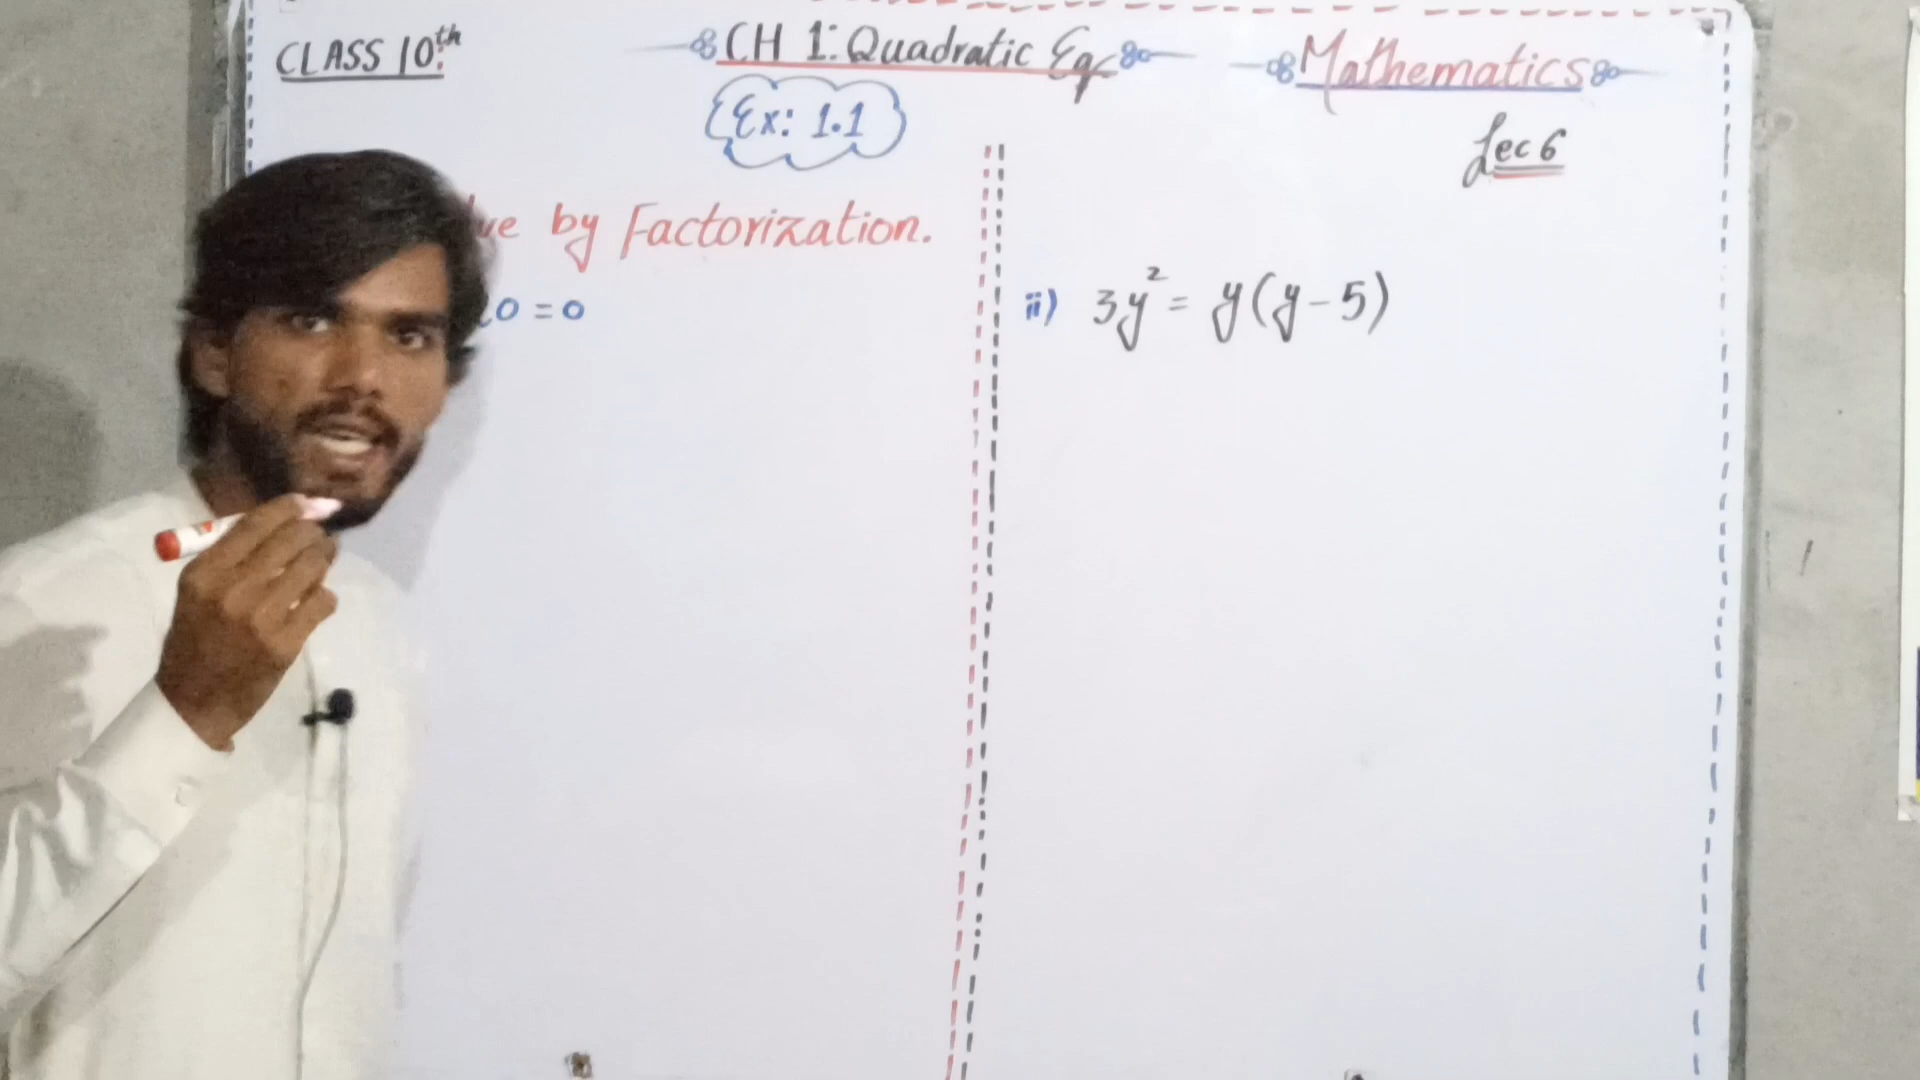 CLASS 10th:
CH 1: Quadratic Eq
Mathematics
Ex: 1.1
Lec 6
by Factorization.
0 = 0
ii) 3y² = y(y-5)